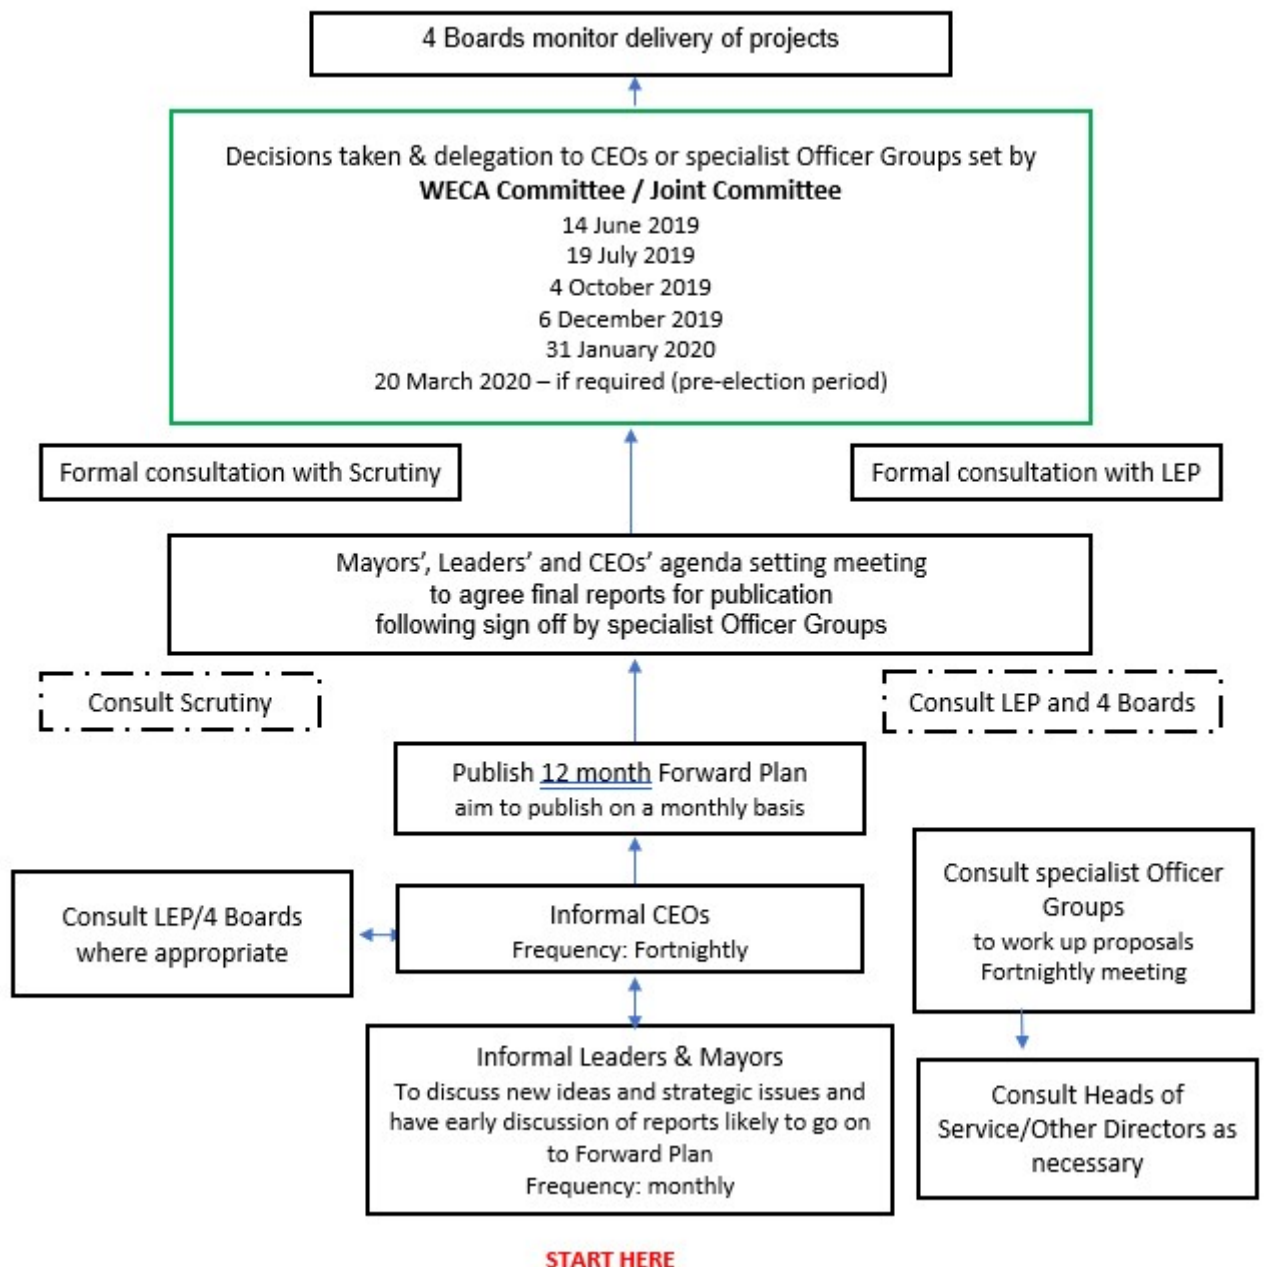 4 Boards monitor delivery of projects
Decisions taken & delegation to CEOs or specialist Officer Groups set by
WECA Committee / Joint Committee
14 June 2019
19 July 2019
4 October 2019
6 December 2019
31 January 2020
20 March 2020 – if required (pre-election period)
Formal consultation with Scrutiny
Formal consultation with LEP
Mayors’, Leaders’ and CEOs’ agenda setting meeting
to agree final reports for publication
following sign off by specialist Officer Groups
Consult Scrutiny
Consult LEP and 4 Boards
Publish 12 month Forward Plan
aim to publish on a monthly basis
Consult LEP/4 Boards
where appropriate
Informal CEOs
Frequency: Fortnightly
Consult specialist Officer
Groups
to work up proposals
Fortnightly meeting
Informal Leaders & Mayors
To discuss new ideas and strategic issues and
have early discussion of reports likely to go on
to Forward Plan
Frequency: monthly
Consult Heads of
Service/Other Directors as
necessary
START HERE